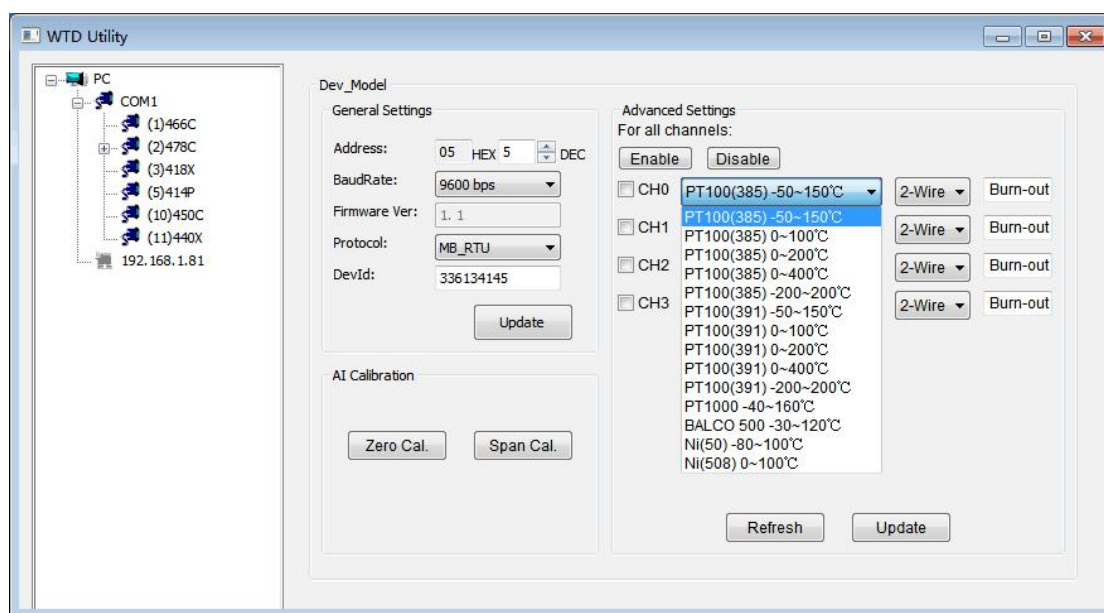 WTD Utility
PC
COM1
(1)466C
(2)478C
(3)418X
(5)414P
(10)450C
(11)440X
192.168.1.81
Dev_Model
General Settings
Address: 05 HEX 5 DEC
BaudRate: 9600 bps
Firmware Ver: 1. 1
Protocol: MB_RTU
DevId: 336134145
Update
AI Calibration
Zero Cal. Span Cal.
Advanced Settings
For all channels:
Enable Disable
CH0 PT100(385) -50~150℃ 2-Wire Burn-out
CH1 2-Wire Burn-out
CH2 2-Wire Burn-out
CH3 2-Wire Burn-out
PT100(385) -50~150℃
PT100(385) 0~100℃
PT100(385) 0~200℃
PT100(385) 0~400℃
PT100(385) -200~200℃
PT100(391) -50~150℃
PT100(391) 0~100℃
PT100(391) 0~200℃
PT100(391) 0~400℃
PT100(391) -200~200℃
PT1000 -40~160℃
BALCO 500 -30~120℃
Ni(50) -80~100℃
Ni(508) 0~100℃
Refresh Update